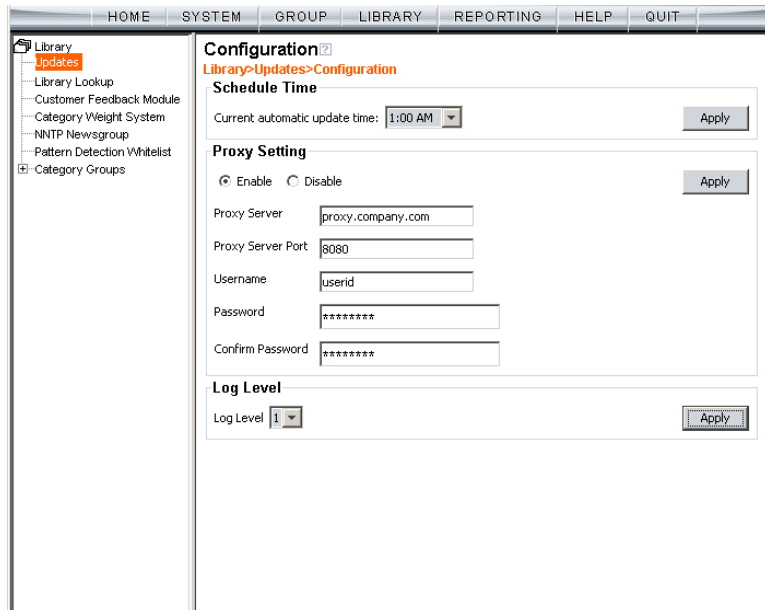 HOME SYSTEM GROUP LIBRARY REPORTING HELP QUIT
Library
Updates
Library Lookup
Customer Feedback Module
Category Weight System
NNTP Newsgroup
Pattern Detection Whitelist
Category Groups
Configuration
Library>Updates>Configuration
Schedule Time
Current automatic update time: 1:00 AM Apply
Proxy Setting
Enable Disable Apply
Proxy Server proxy.company.com
Proxy Server Port 8080
Username userid
Password ********
Confirm Password ********
Log Level
Log Level 1 Apply